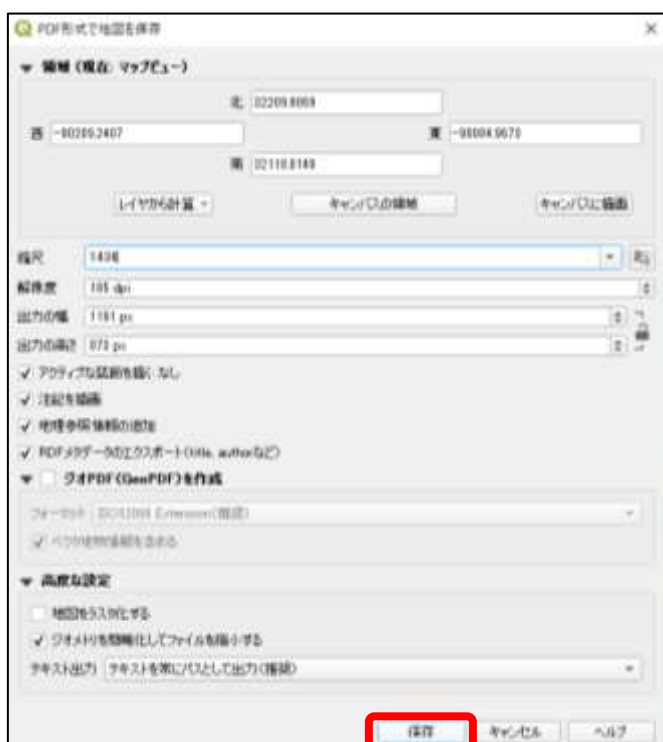 PDF形式で地図を保存
領域 (現在: マップビュー)
北
西
東
南
レイヤから計算
キャンバスの領域
キャンバスに描画
縮尺
解像度
出力の幅 1161 px
出力の高さ
アクティブな装飾を描く: なし
注記を描画
地理参照情報の追加
RDFメタデータのエクスポート(title, authorなど)
ジオPDF(GeoPDF)を作成
フォーマット
ベクタ地物情報を含める
高度な設定
地図をラスタ化する
ジオメトリを簡略化してファイルを縮小する
テキスト出力 テキストを常にパスとして出力(推奨)
保存 キャンセル ヘルプ